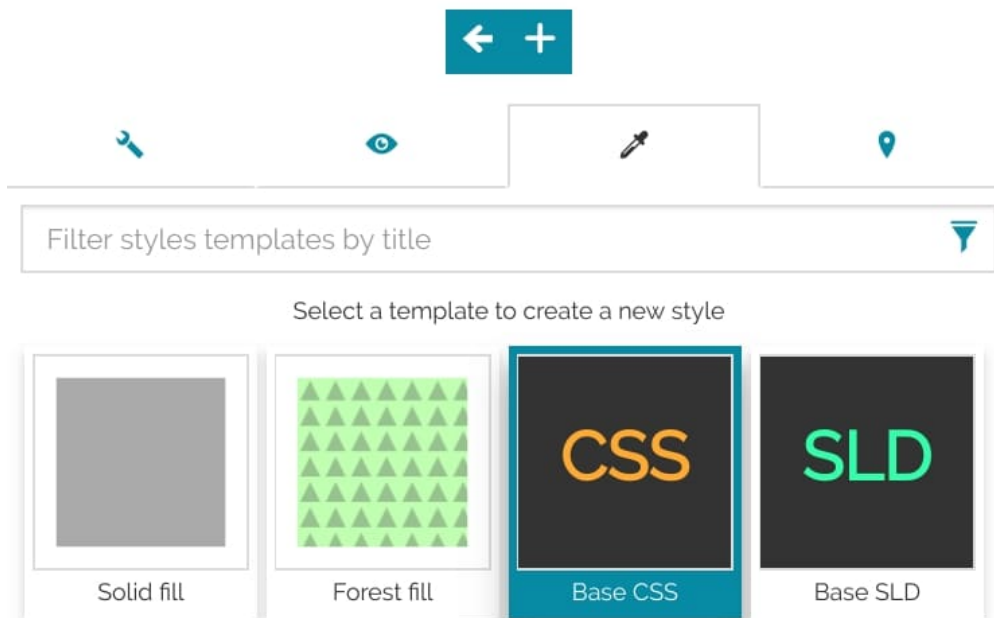 Filter styles templates by title
Select a template to create a new style
CSS
SLD
Solid fill
Forest fill
Base CSS
Base SLD